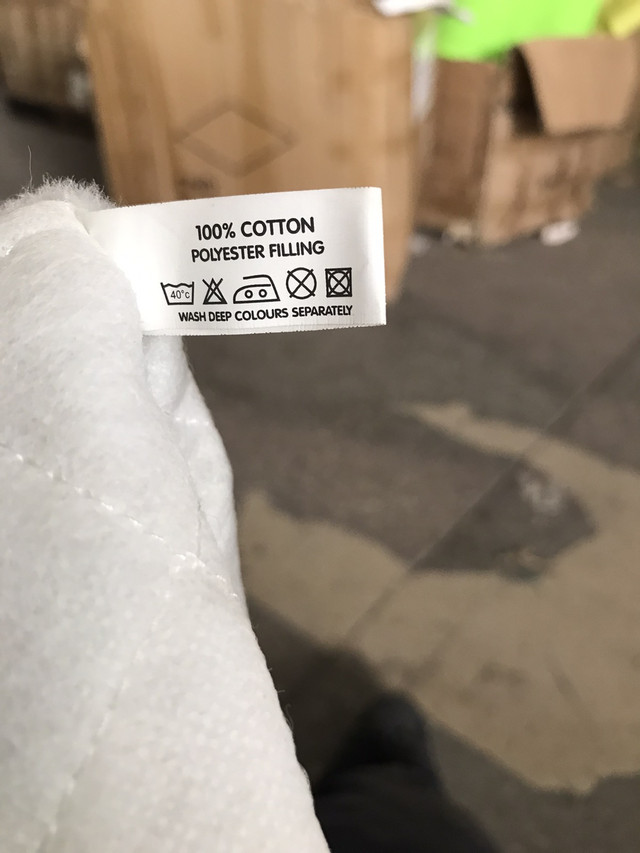 100% COTTON
POLYESTER FILLING
40°C
WASH DEEP COLOURS SEPARATELY